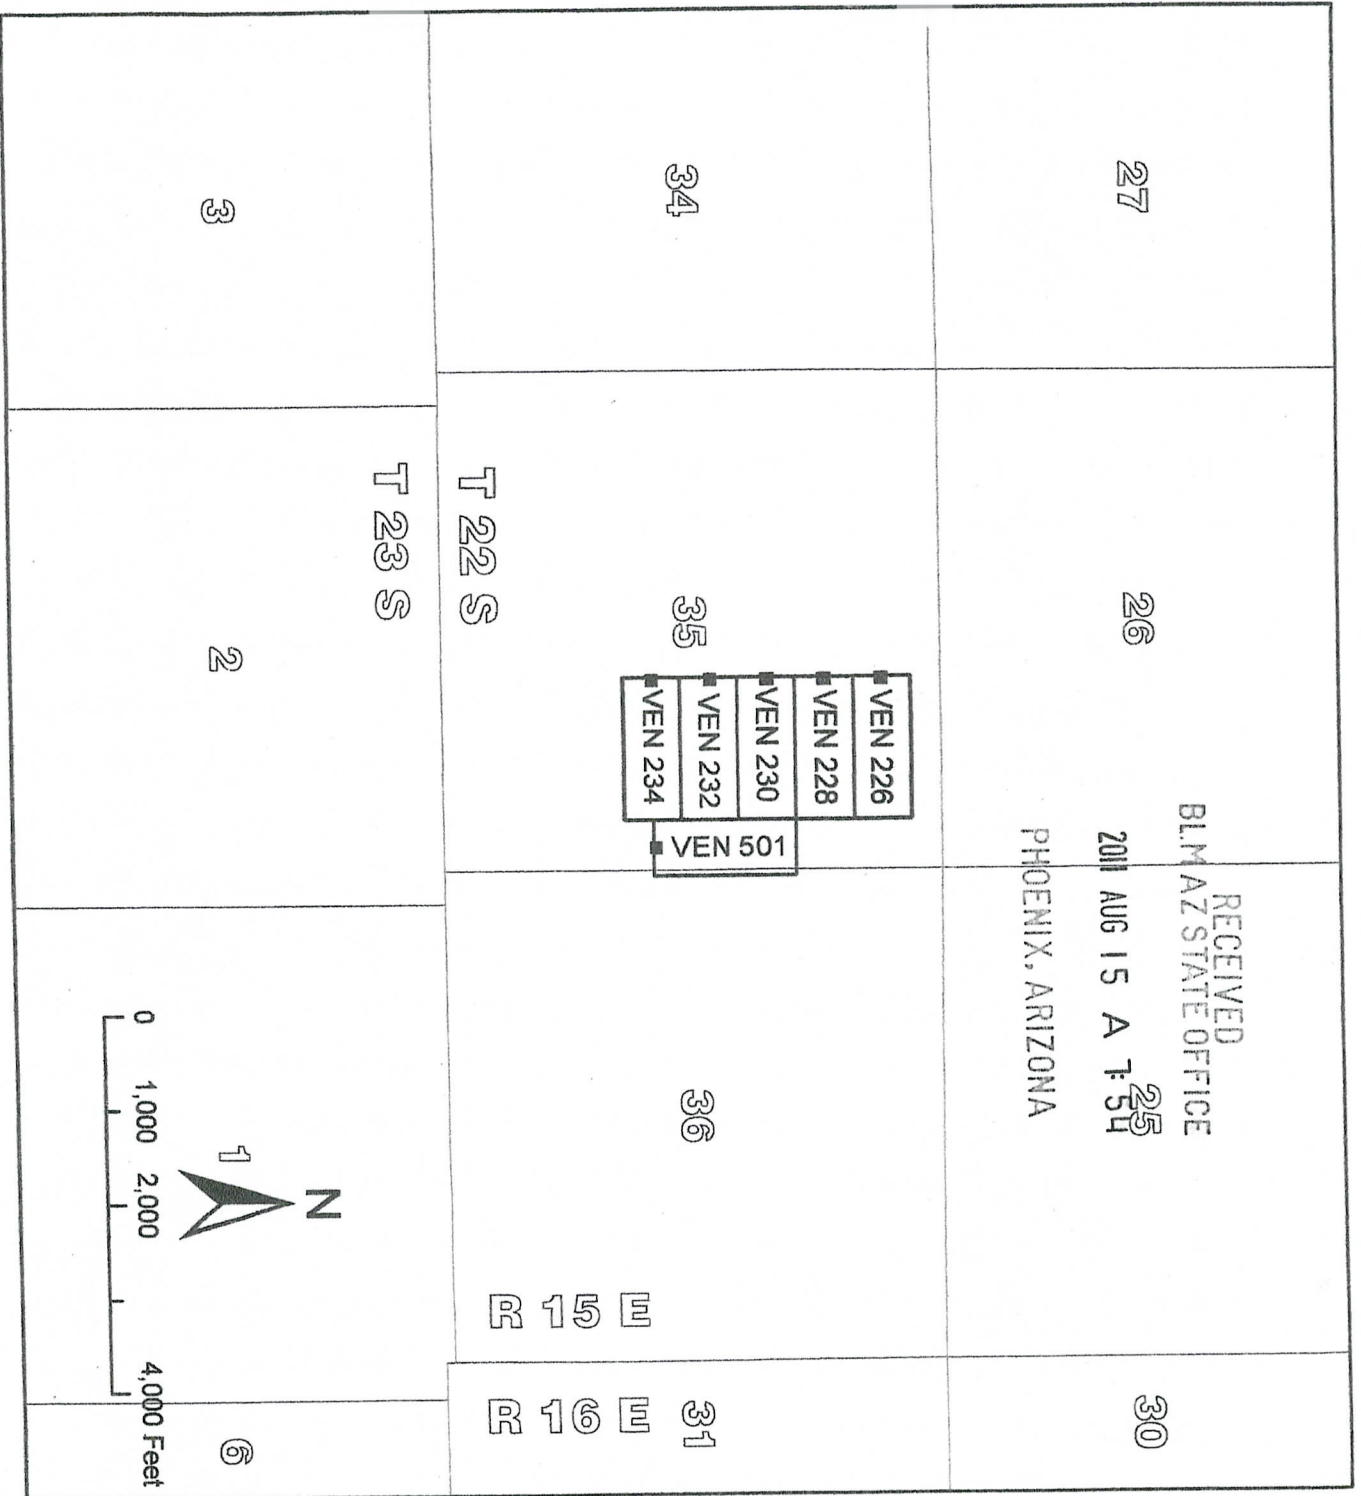 27
26
25
30
RECEIVED
BLM AZ STATE OFFICE
2011 AUG 15 A 7:54
PHOENIX, ARIZONA
VEN 226
VEN 228
VEN 230
VEN 232
VEN 234
VEN 501
34
35
36
31
R 15 E
R 16 E
T 22 S
T 23 S
N
3
2
1
6
0 1,000 2,000 4,000 Feet